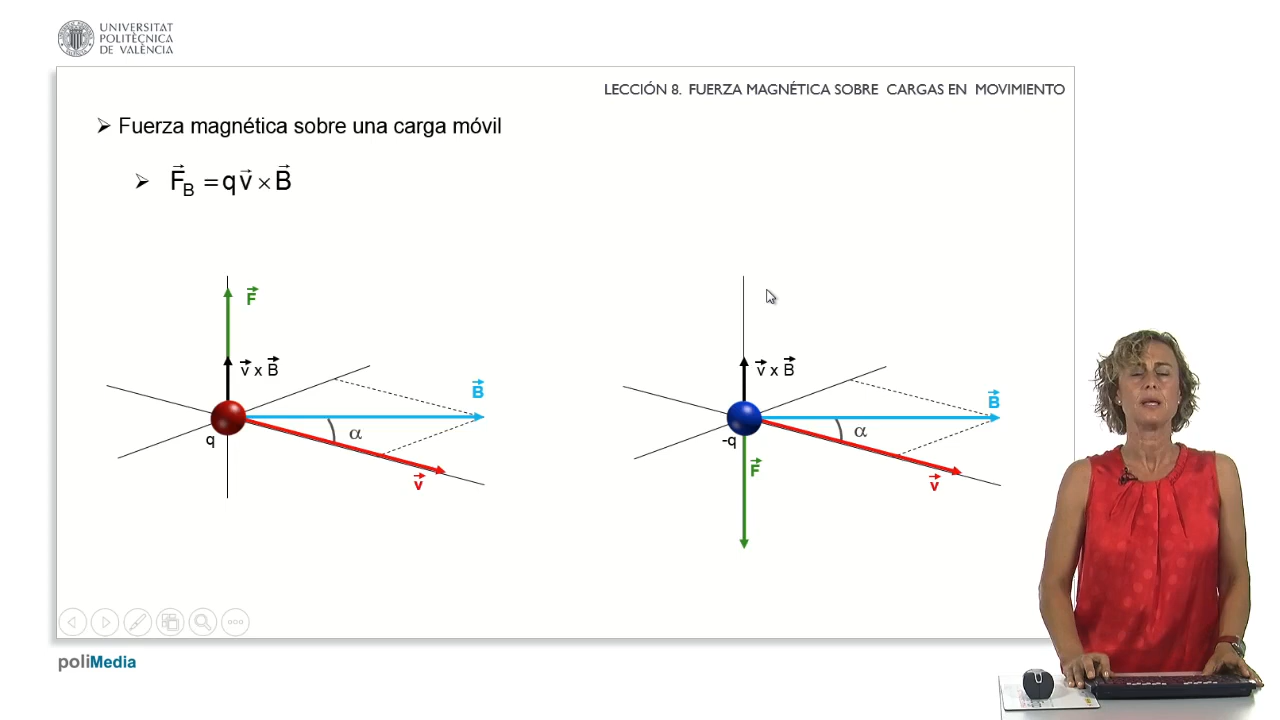 UNIVERSITAT
POLITÈCNICA
DE VALÈNCIA
LECCIÓN 8. FUERZA MAGNÉTICA SOBRE CARGAS EN MOVIMIENTO
➢ Fuerza magnética sobre una carga móvil
➢ F⃗_B = q v⃗ × B⃗
F⃗
v⃗ x B⃗
B⃗
q
α
v⃗
v⃗ x B⃗
B⃗
-q
α
F⃗
v⃗
poliMedia